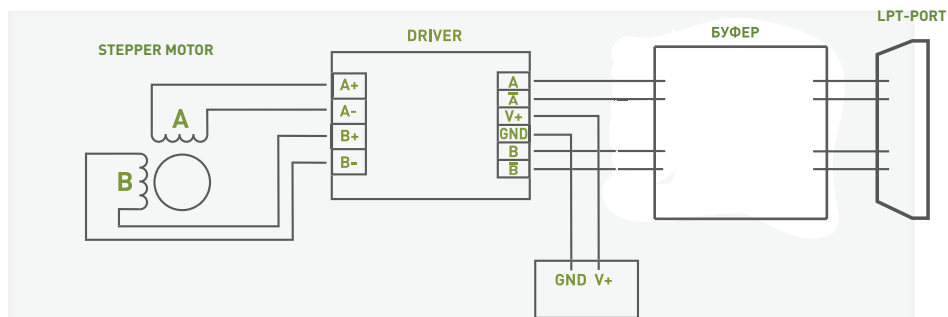 LPT-PORT
STEPPER MOTOR
DRIVER
БУФЕР
A+
A-
B+
B-
A
B
A
A̅
V+
GND
B
B̅
GND V+